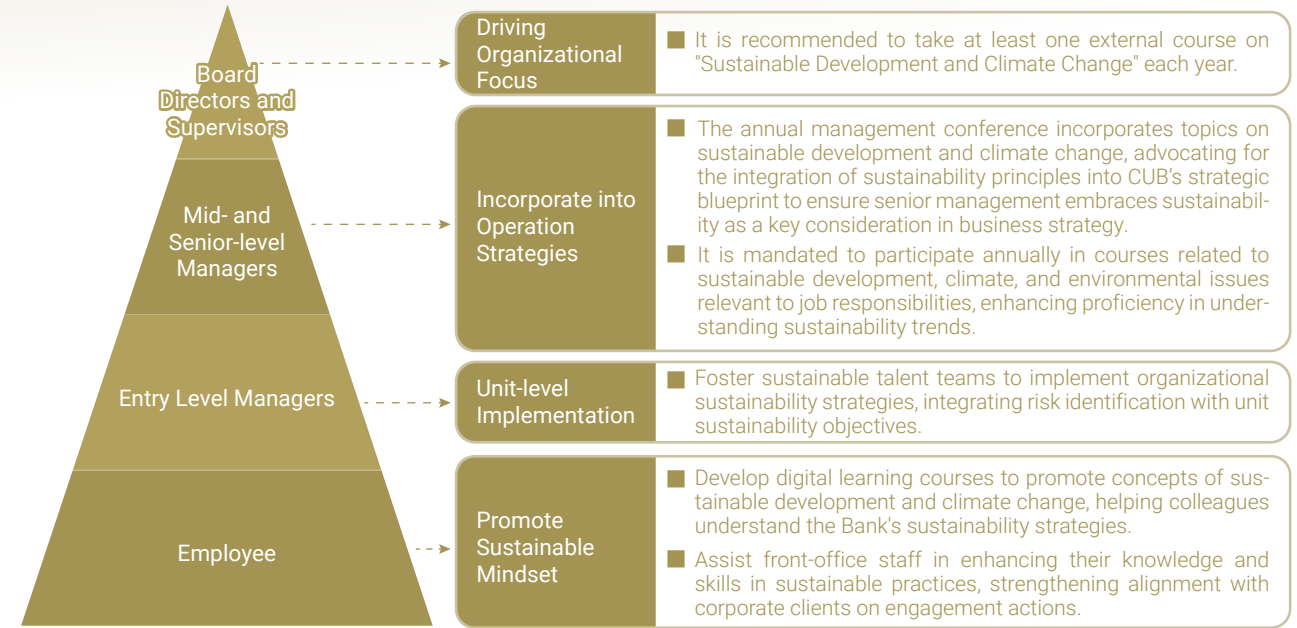 Board
Directors and
Supervisors
Driving
Organizational
Focus
■ It is recommended to take at least one external course on
"Sustainable Development and Climate Change" each year.
Mid- and
Senior-level
Managers
Incorporate into
Operation
Strategies
■ The annual management conference incorporates topics on
sustainable development and climate change, advocating for
the integration of sustainability principles into CUB’s strategic
blueprint to ensure senior management embraces sustainabil-
ity as a key consideration in business strategy.
■ It is mandated to participate annually in courses related to
sustainable development, climate, and environmental issues
relevant to job responsibilities, enhancing proficiency in under-
standing sustainability trends.
Entry Level Managers
Unit-level
Implementation
■ Foster sustainable talent teams to implement organizational
sustainability strategies, integrating risk identification with unit
sustainability objectives.
Employee
Promote
Sustainable
Mindset
■ Develop digital learning courses to promote concepts of sus-
tainable development and climate change, helping colleagues
understand the Bank's sustainability strategies.
■ Assist front-office staff in enhancing their knowledge and
skills in sustainable practices, strengthening alignment with
corporate clients on engagement actions.